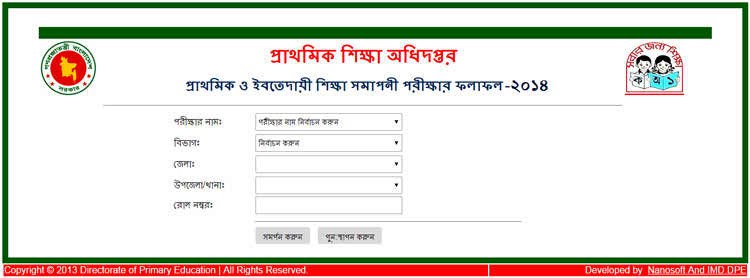 প্রাথমিক শিক্ষা অধিদপ্তর
প্রাথমিক ও ইবতেদায়ী শিক্ষা সমাপনী পরীক্ষার ফলাফল-২০১৪
গণপ্রজাতন্ত্রী বাংলাদেশ
সরকার
সবার জন্য শিক্ষা
ক অ ১
পরীক্ষার নাম: পরীক্ষার নাম নির্বাচন করুন
বিভাগ: নির্বাচন করুন
জেলা:
উপজেলা/থানা:
রোল নম্বর:
সমর্পন করুন পুন:স্থাপন করুন
Copyright © 2013 Directorate of Primary Education | All Rights Reserved. Developed by Nanosoft And IMD.DPE